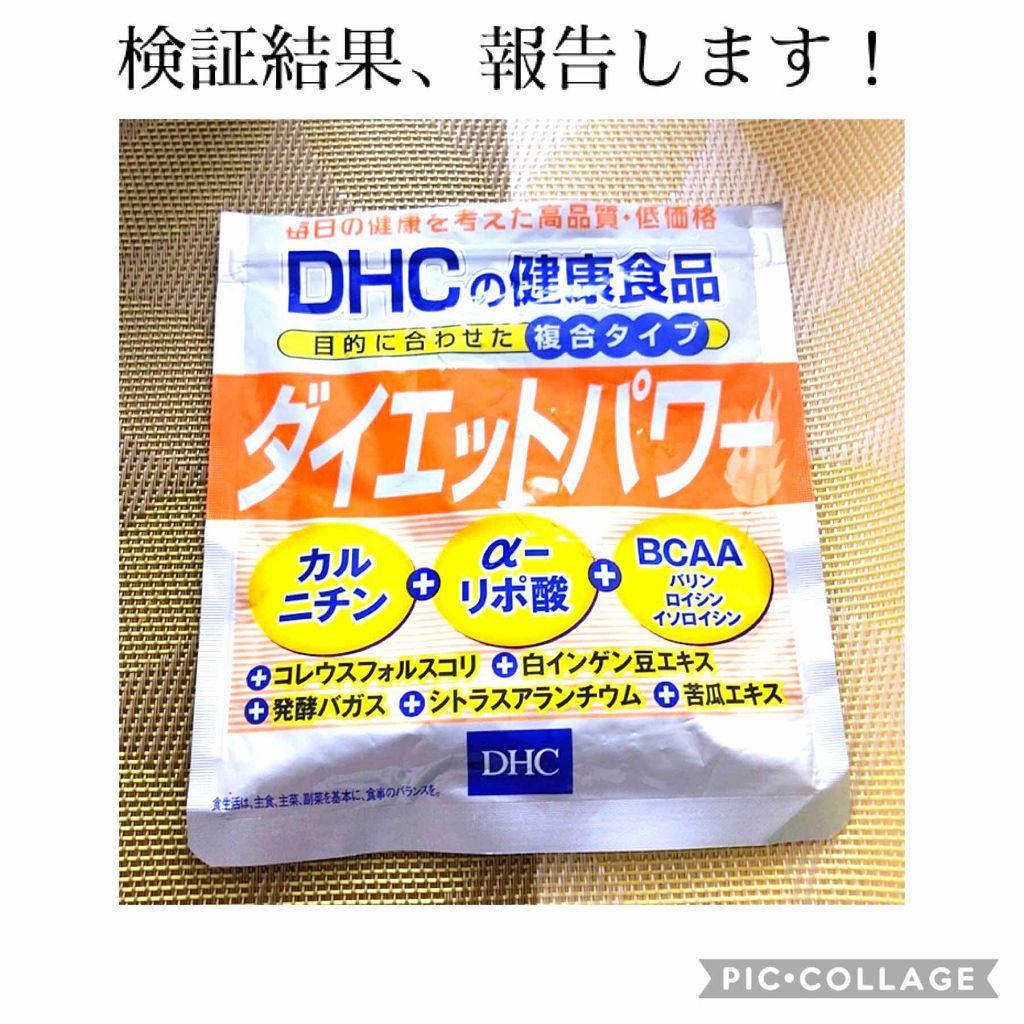 検証結果、報告します！
毎日の健康を考えた高品質・低価格
DHCの健康食品
目的に合わせた 複合タイプ
ダイエットパワー
カル
ニチン
+
α−
リポ酸
+
BCAA
バリン
ロイシン
イソロイシン
+コレウスフォルスコリ +白インゲン豆エキス
+発酵バガス +シトラスアランチウム +苦瓜エキス
DHC
食生活は、主食、主菜、副菜を基本に、食事のバランスを。
PIC•COLLAGE